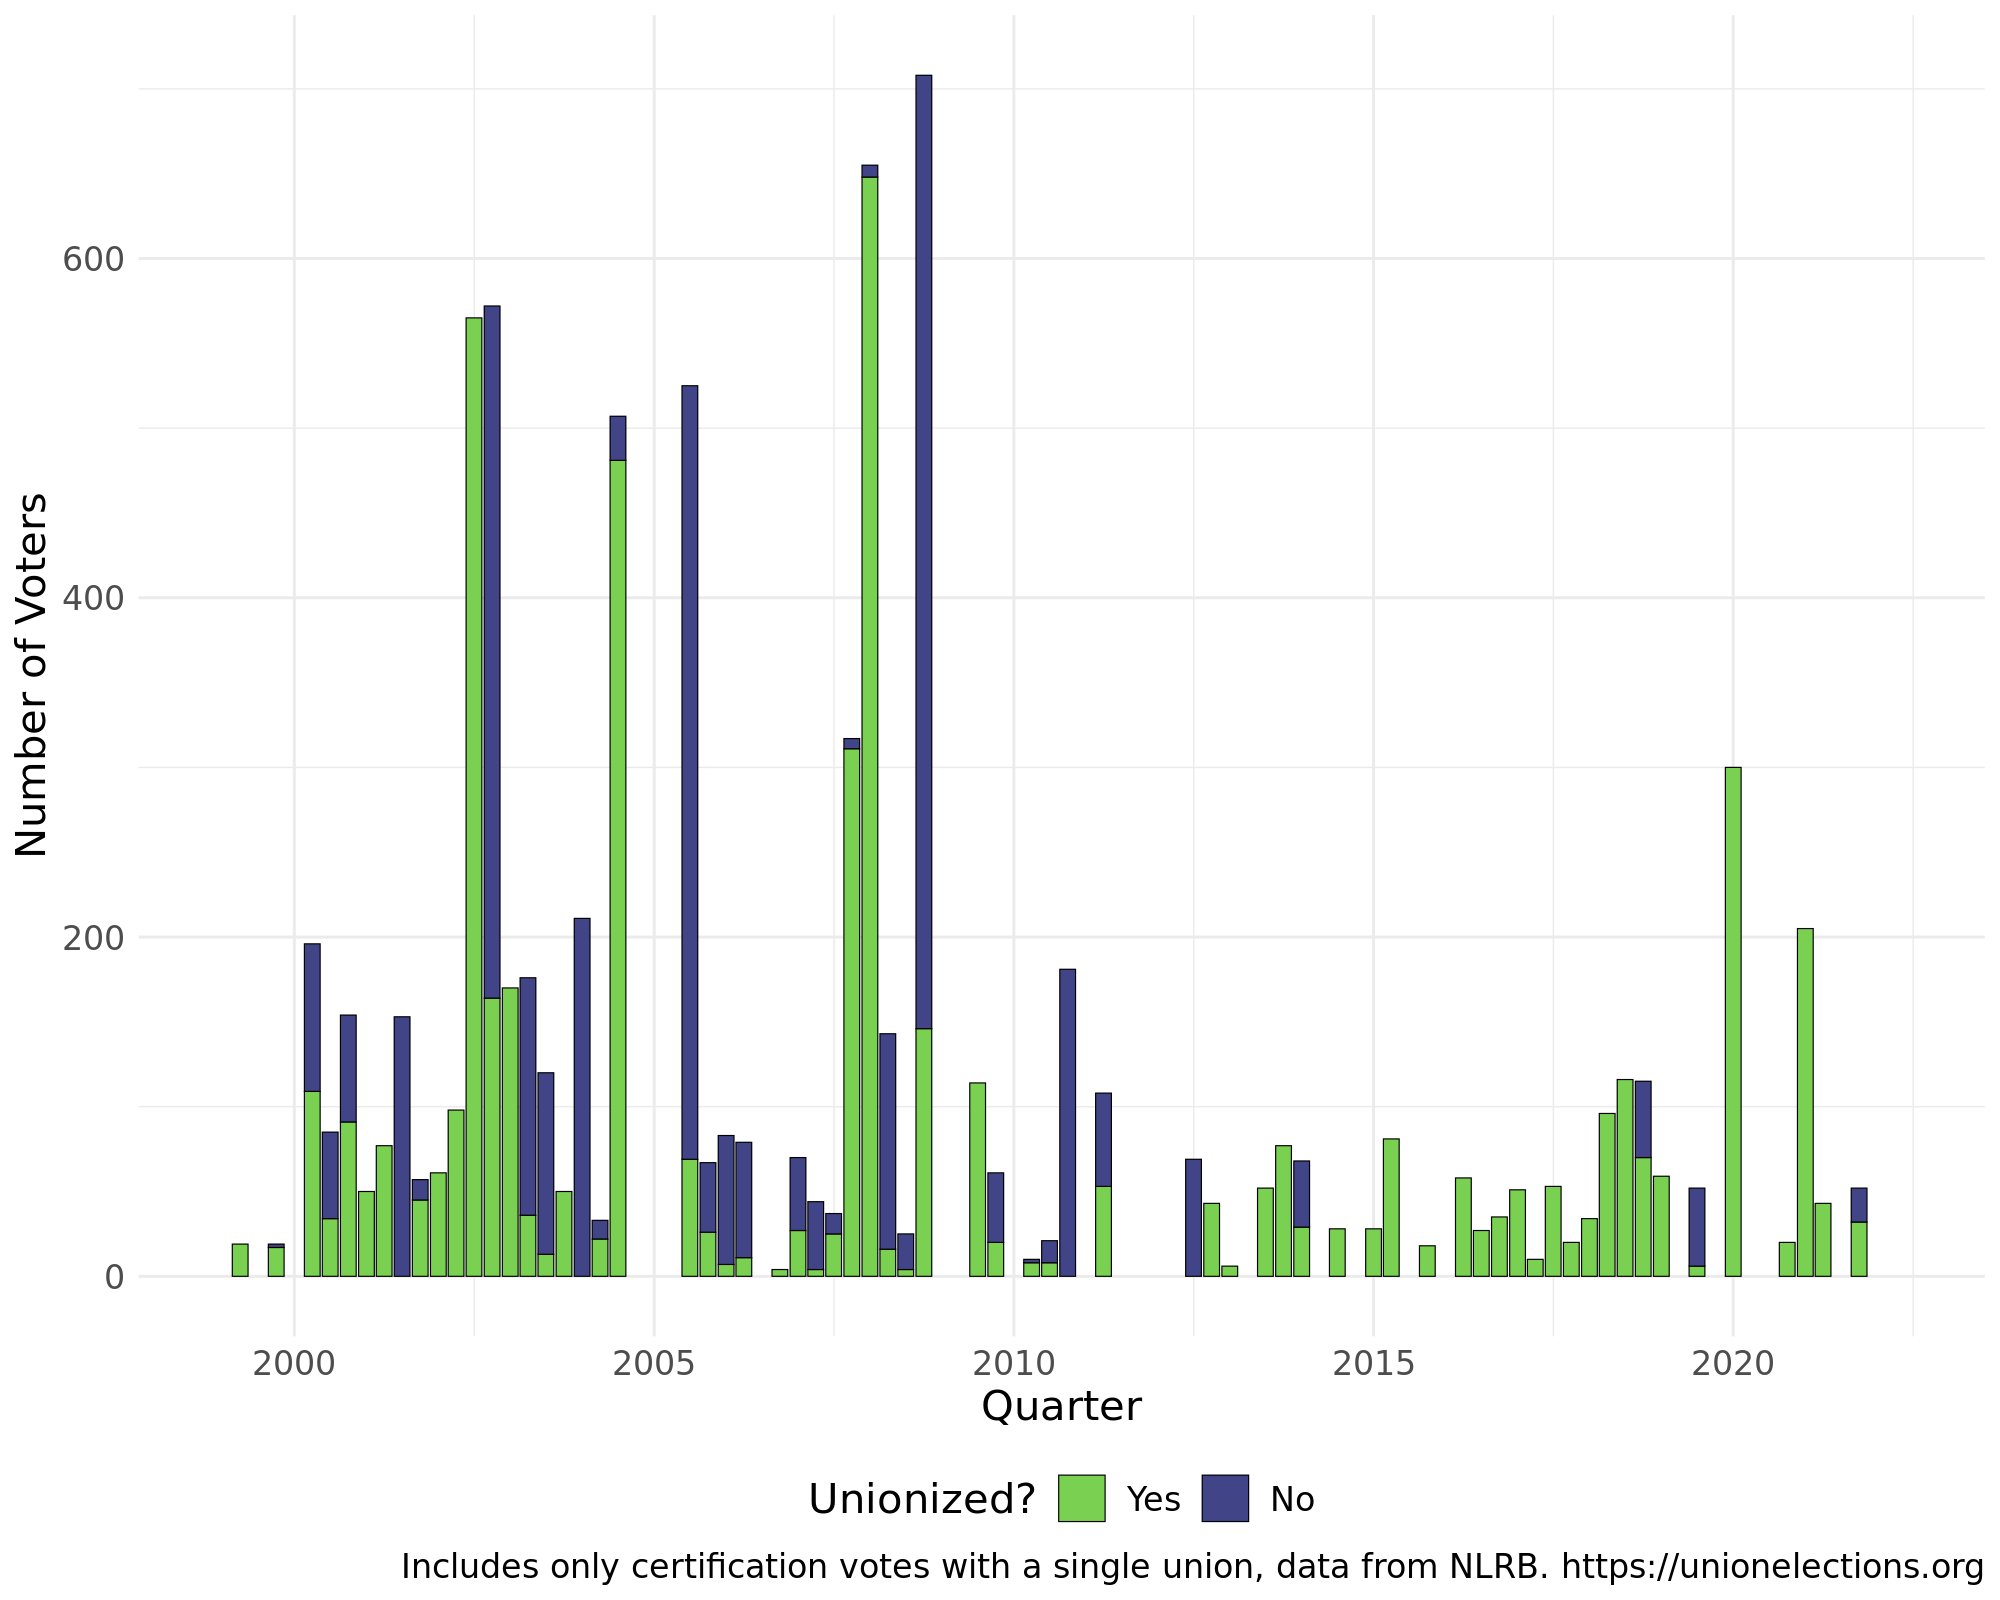 Number of Voters
600
400
200
0
2000 2005 2010 2015 2020
Quarter
Unionized? Yes No
Includes only certification votes with a single union, data from NLRB. https://unionelections.org